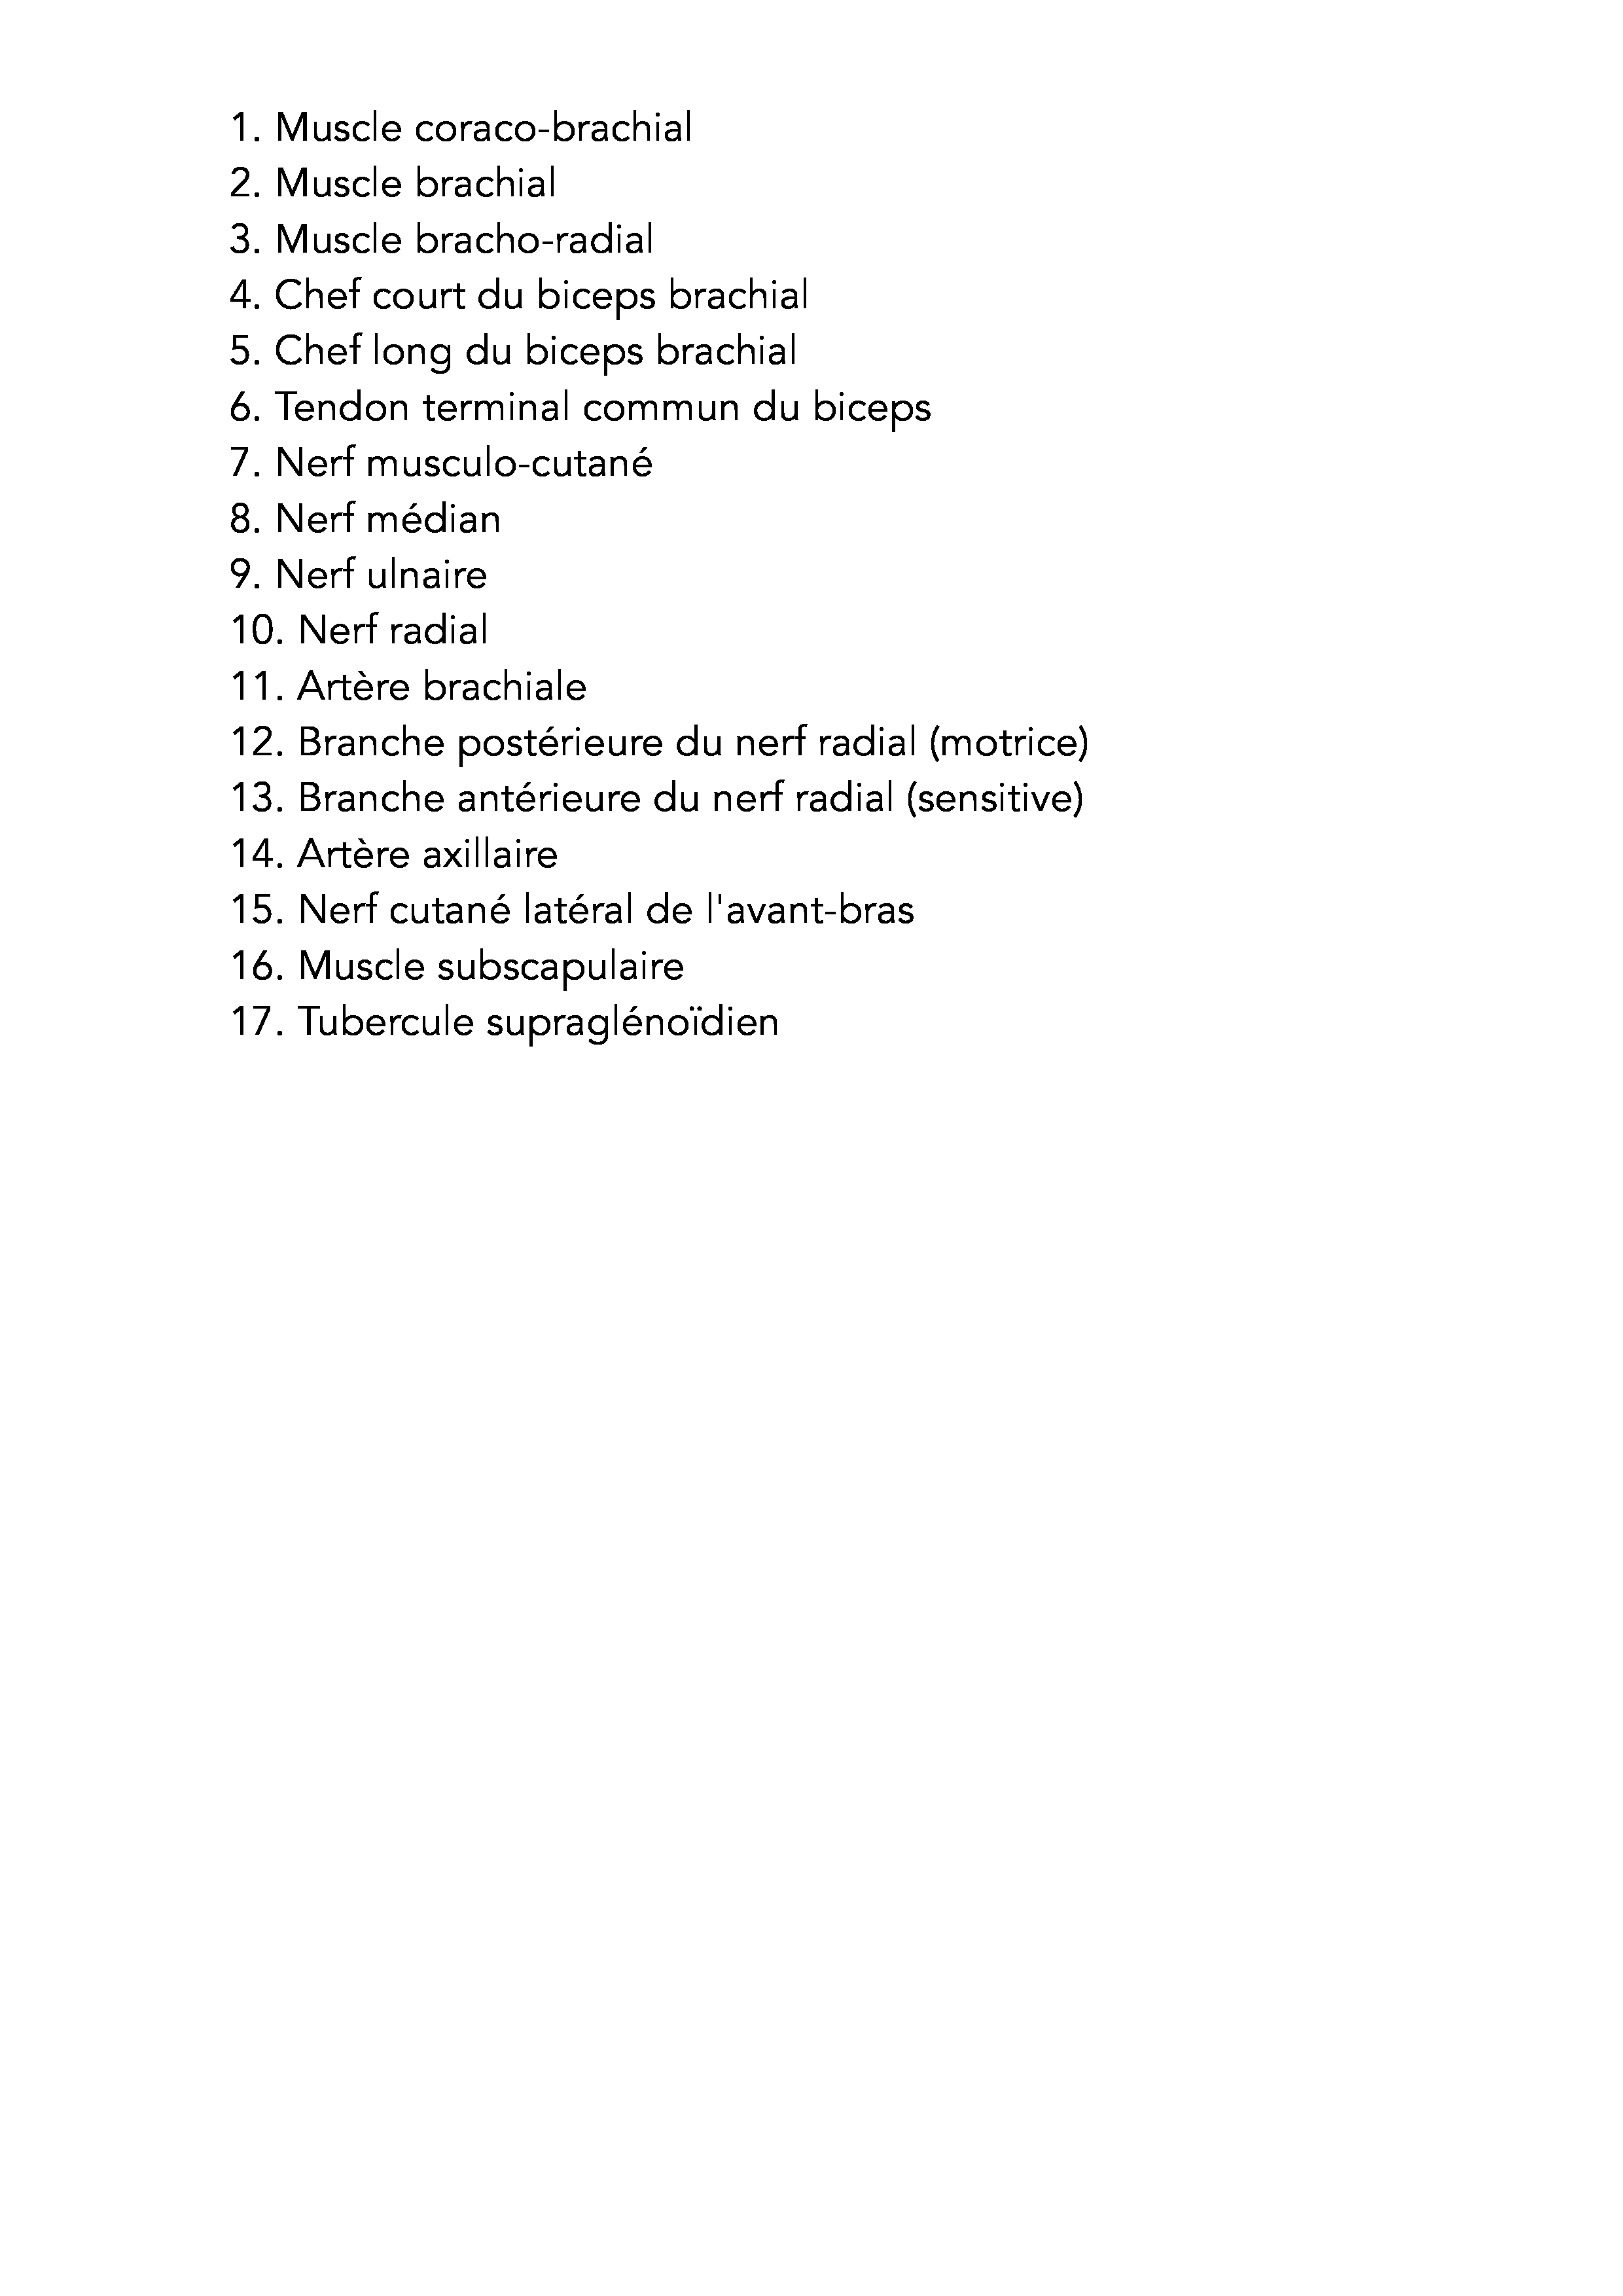 1. Muscle coraco-brachial
2. Muscle brachial
3. Muscle bracho-radial
4. Chef court du biceps brachial
5. Chef long du biceps brachial
6. Tendon terminal commun du biceps
7. Nerf musculo-cutané
8. Nerf médian
9. Nerf ulnaire
10. Nerf radial
11. Artère brachiale
12. Branche postérieure du nerf radial (motrice)
13. Branche antérieure du nerf radial (sensitive)
14. Artère axillaire
15. Nerf cutané latéral de l'avant-bras
16. Muscle subscapulaire
17. Tubercule supraglénoïdien